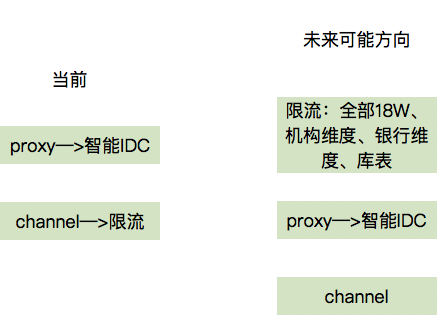 当前
proxy—>智能IDC
channel—>限流
未来可能方向
限流：全部18W、
机构维度、银行维
度、库表
proxy—>智能IDC
channel